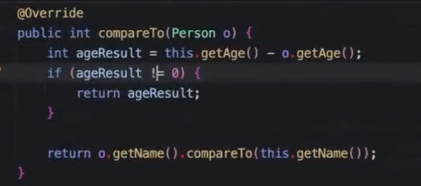 @Override
public int compareTo(Person o) {
int ageResult = this.getAge() - o.getAge();
if (ageResult != 0) {
return ageResult;
}
return o.getName().compareTo(this.getName());
}